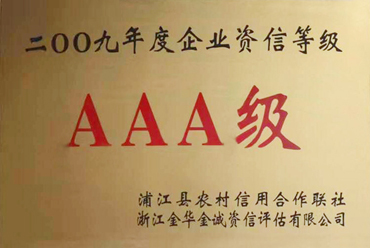 二OO九年度企业资信等级
AAA级
浦江县农村信用合作联社
浙江金华金诚资信评估有限公司